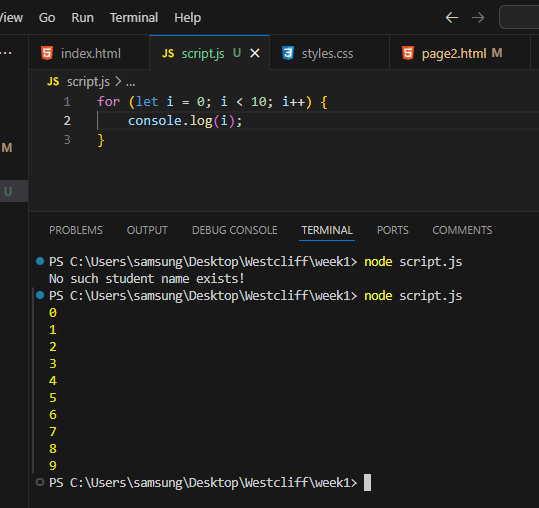 View Go Run Terminal Help
index.html script.js U styles.css page2.html M
JS script.js > ...
1 for (let i = 0; i < 10; i++) {
2 console.log(i);
3 }
M
U
PROBLEMS OUTPUT DEBUG CONSOLE TERMINAL PORTS COMMENTS
PS C:\Users\samsung\Desktop\Westcliff\week1> node script.js
No such student name exists!
PS C:\Users\samsung\Desktop\Westcliff\week1> node script.js
0
1
2
3
4
5
6
7
8
9
PS C:\Users\samsung\Desktop\Westcliff\week1>